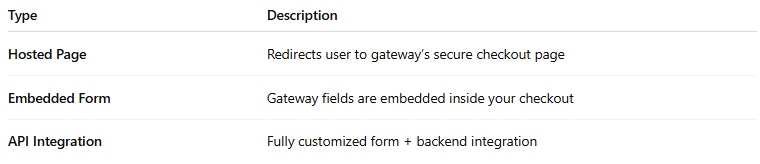 Type Description
Hosted Page Redirects user to gateway's secure checkout page
Embedded Form Gateway fields are embedded inside your checkout
API Integration Fully customized form + backend integration